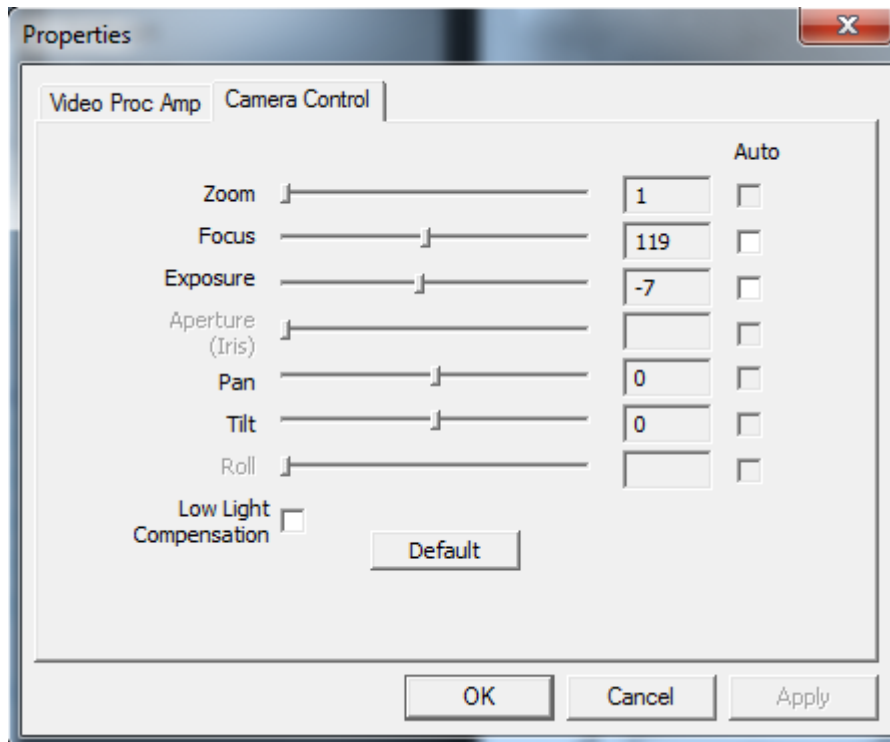 Properties
Video Proc Amp
Camera Control
Auto
Zoom
1
Focus
119
Exposure
-7
Aperture
(Iris)
Pan
0
Tilt
0
Roll
Low Light
Compensation
Default
OK
Cancel
Apply